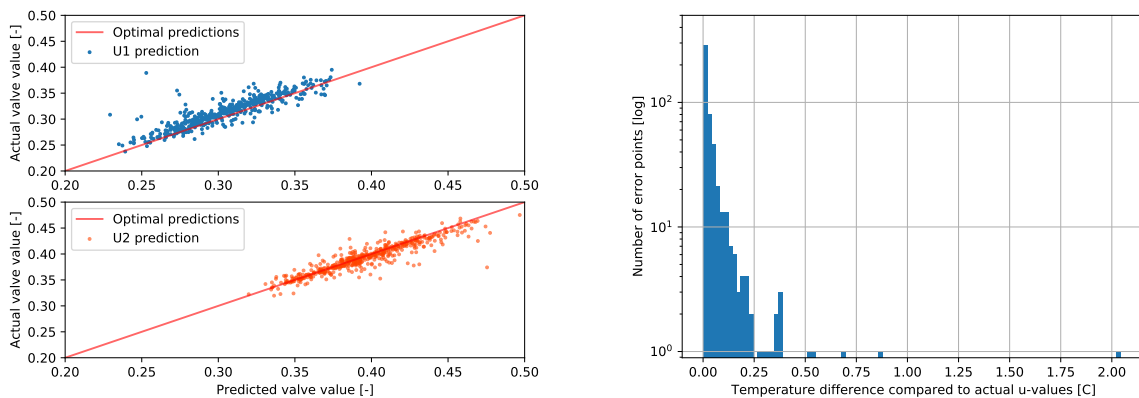 0.50
0.45
0.40
0.35
0.30
0.25
0.20
Actual valve value [-]
Optimal predictions
U1 prediction
0.20 0.25 0.30 0.35 0.40 0.45 0.50
0.50
0.45
0.40
0.35
0.30
0.25
0.20
Actual valve value [-]
Optimal predictions
U2 prediction
0.20 0.25 0.30 0.35 0.40 0.45 0.50
Predicted valve value [-]
Number of error points [log]
10²
10¹
10⁰
0.00 0.25 0.50 0.75 1.00 1.25 1.50 1.75 2.00
Temperature difference compared to actual u-values [C]